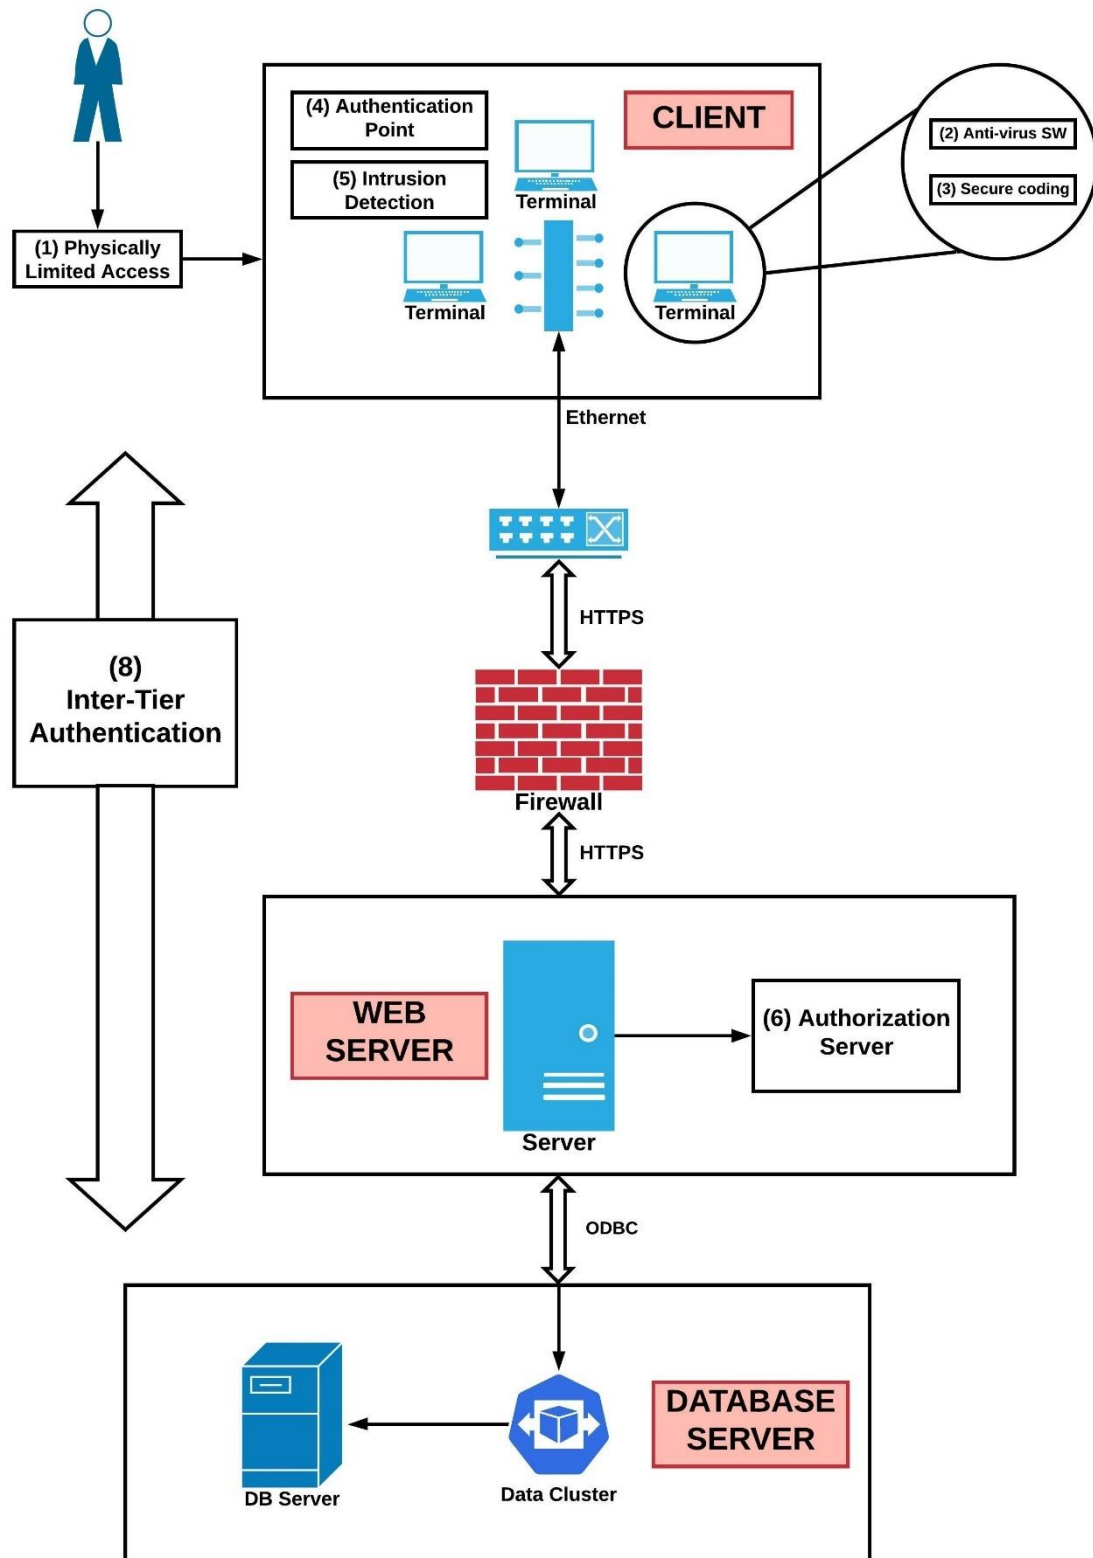 (4) Authentication
Point
CLIENT
(2) Anti-virus SW
(5) Intrusion
Detection
(3) Secure coding
Terminal
(1) Physically
Limited Access
Terminal
Terminal
Ethernet
HTTPS
(8)
Inter-Tier
Authentication
Firewall
HTTPS
WEB
SERVER
(6) Authorization
Server
Server
ODBC
DATABASE
SERVER
DB Server
Data Cluster